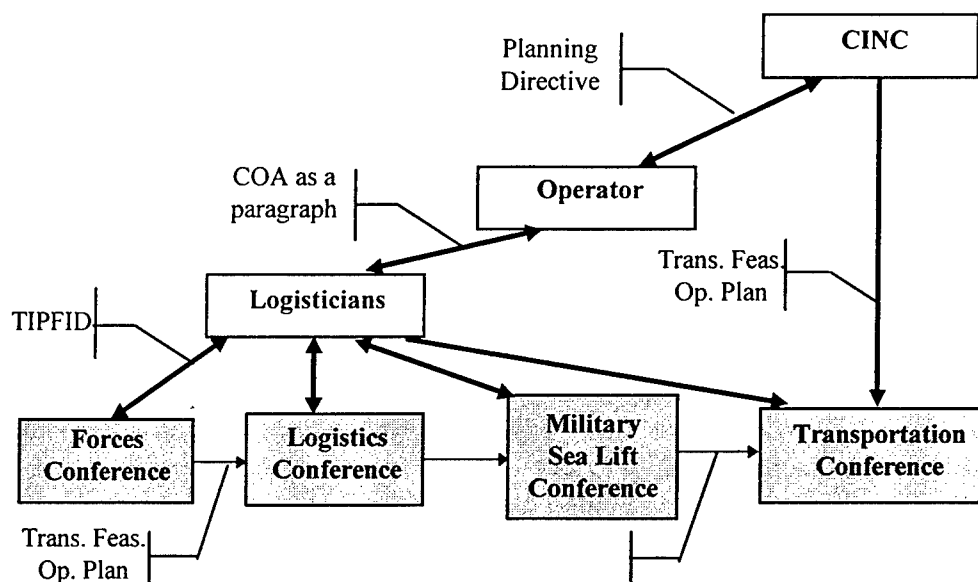 CINC
Planning
Directive
Operator
COA as a
paragraph
Trans. Feas.
Op. Plan
Logisticians
TIPFID
Forces
Conference
Logistics
Conference
Military
Sea Lift
Conference
Transportation
Conference
Trans. Feas.
Op. Plan